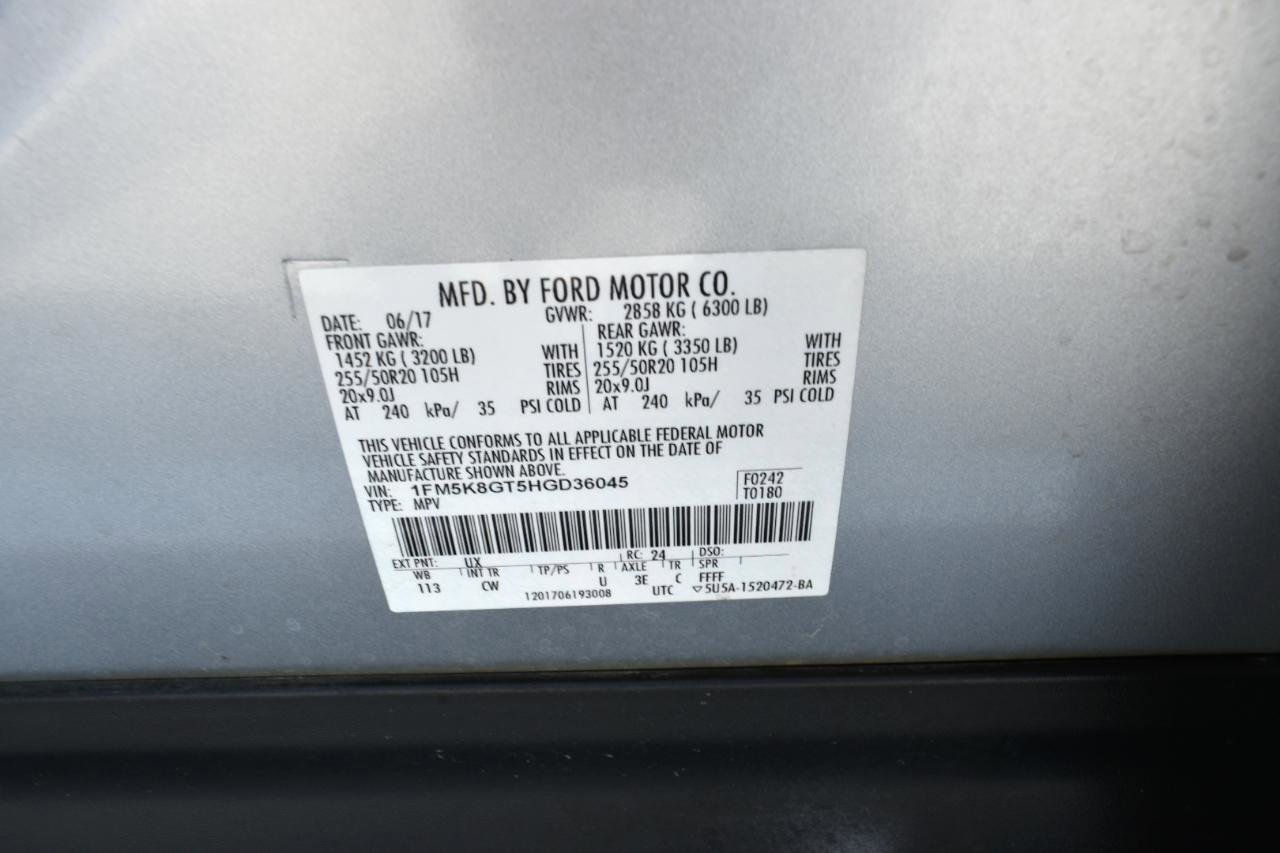 MFD. BY FORD MOTOR CO.
DATE: 06/17 GVWR: 2858 KG ( 6300 LB)
FRONT GAWR: REAR GAWR:
1452 KG ( 3200 LB) WITH 1520 KG ( 3350 LB) WITH
255/50R20 105H TIRES 255/50R20 105H TIRES
20x9.0J RIMS 20x9.0J RIMS
AT 240 kPa/ 35 PSI COLD AT 240 kPa/ 35 PSI COLD
THIS VEHICLE CONFORMS TO ALL APPLICABLE FEDERAL MOTOR
VEHICLE SAFETY STANDARDS IN EFFECT ON THE DATE OF
MANUFACTURE SHOWN ABOVE.
VIN: 1FM5K8GT5HGD36045 F0242
TYPE: MPV T0180
EXT PNT: UX RC: 24 DSO:
WB INT TR TP/PS R AXLE TR SPR
113 CW U 3E C FFFF
1201706193008 UTC ▽5U5A-1520472-BA